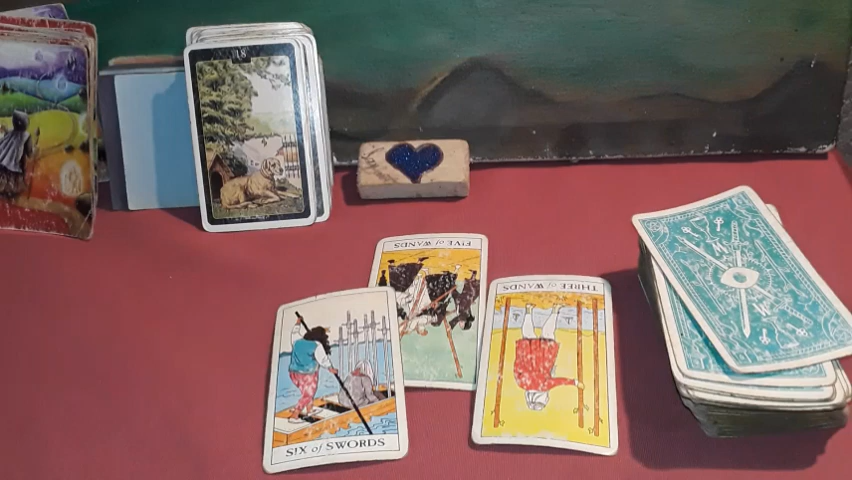 18
FIVE of WANDS
THREE of WANDS
SIX of SWORDS